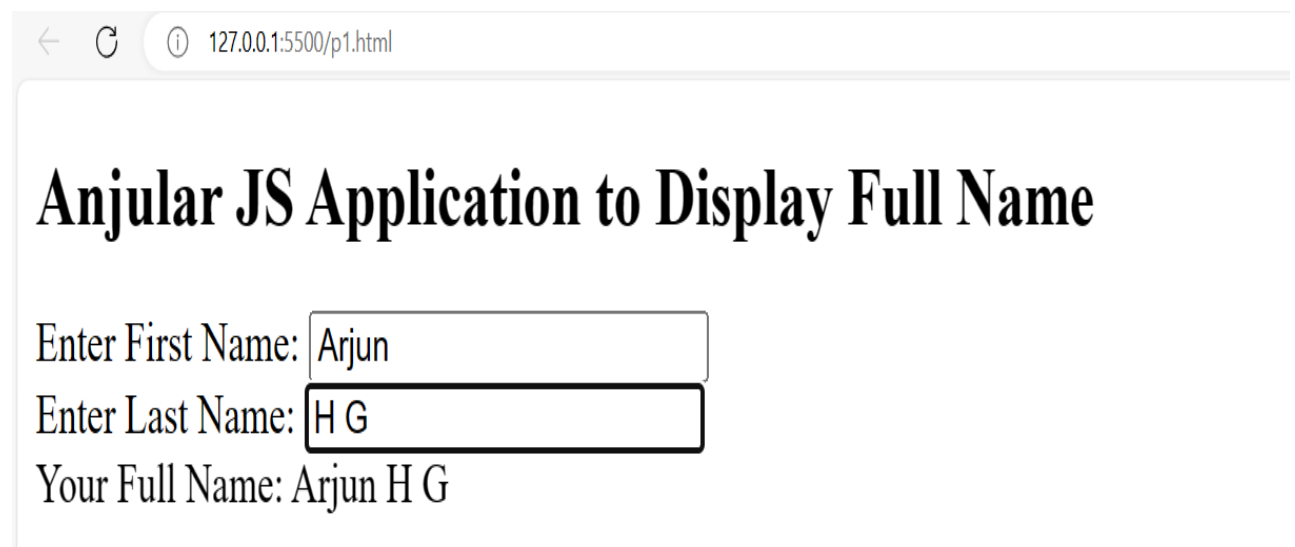 127.0.0.1:5500/p1.html
Anjular JS Application to Display Full Name
Enter First Name: Arjun
Enter Last Name: H G
Your Full Name: Arjun H G